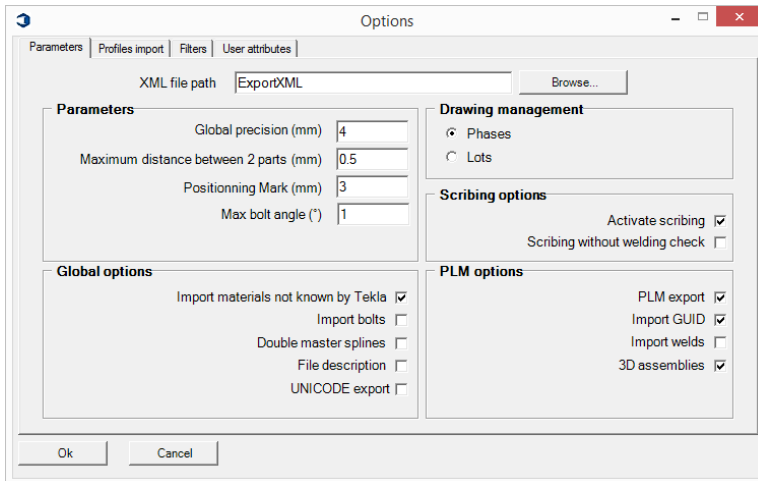 Options
Parameters
Profiles import
Filters
User attributes
XML file path
ExportXML
Browse...
Parameters
Global precision (mm)
4
Maximum distance between 2 parts (mm)
0.5
Positionning Mark (mm)
3
Max bolt angle (°)
1
Drawing management
Phases
Lots
Scribing options
Activate scribing
Scribing without welding check
Global options
Import materials not known by Tekla
Import bolts
Double master splines
File description
UNICODE export
PLM options
PLM export
Import GUID
Import welds
3D assemblies
Ok
Cancel